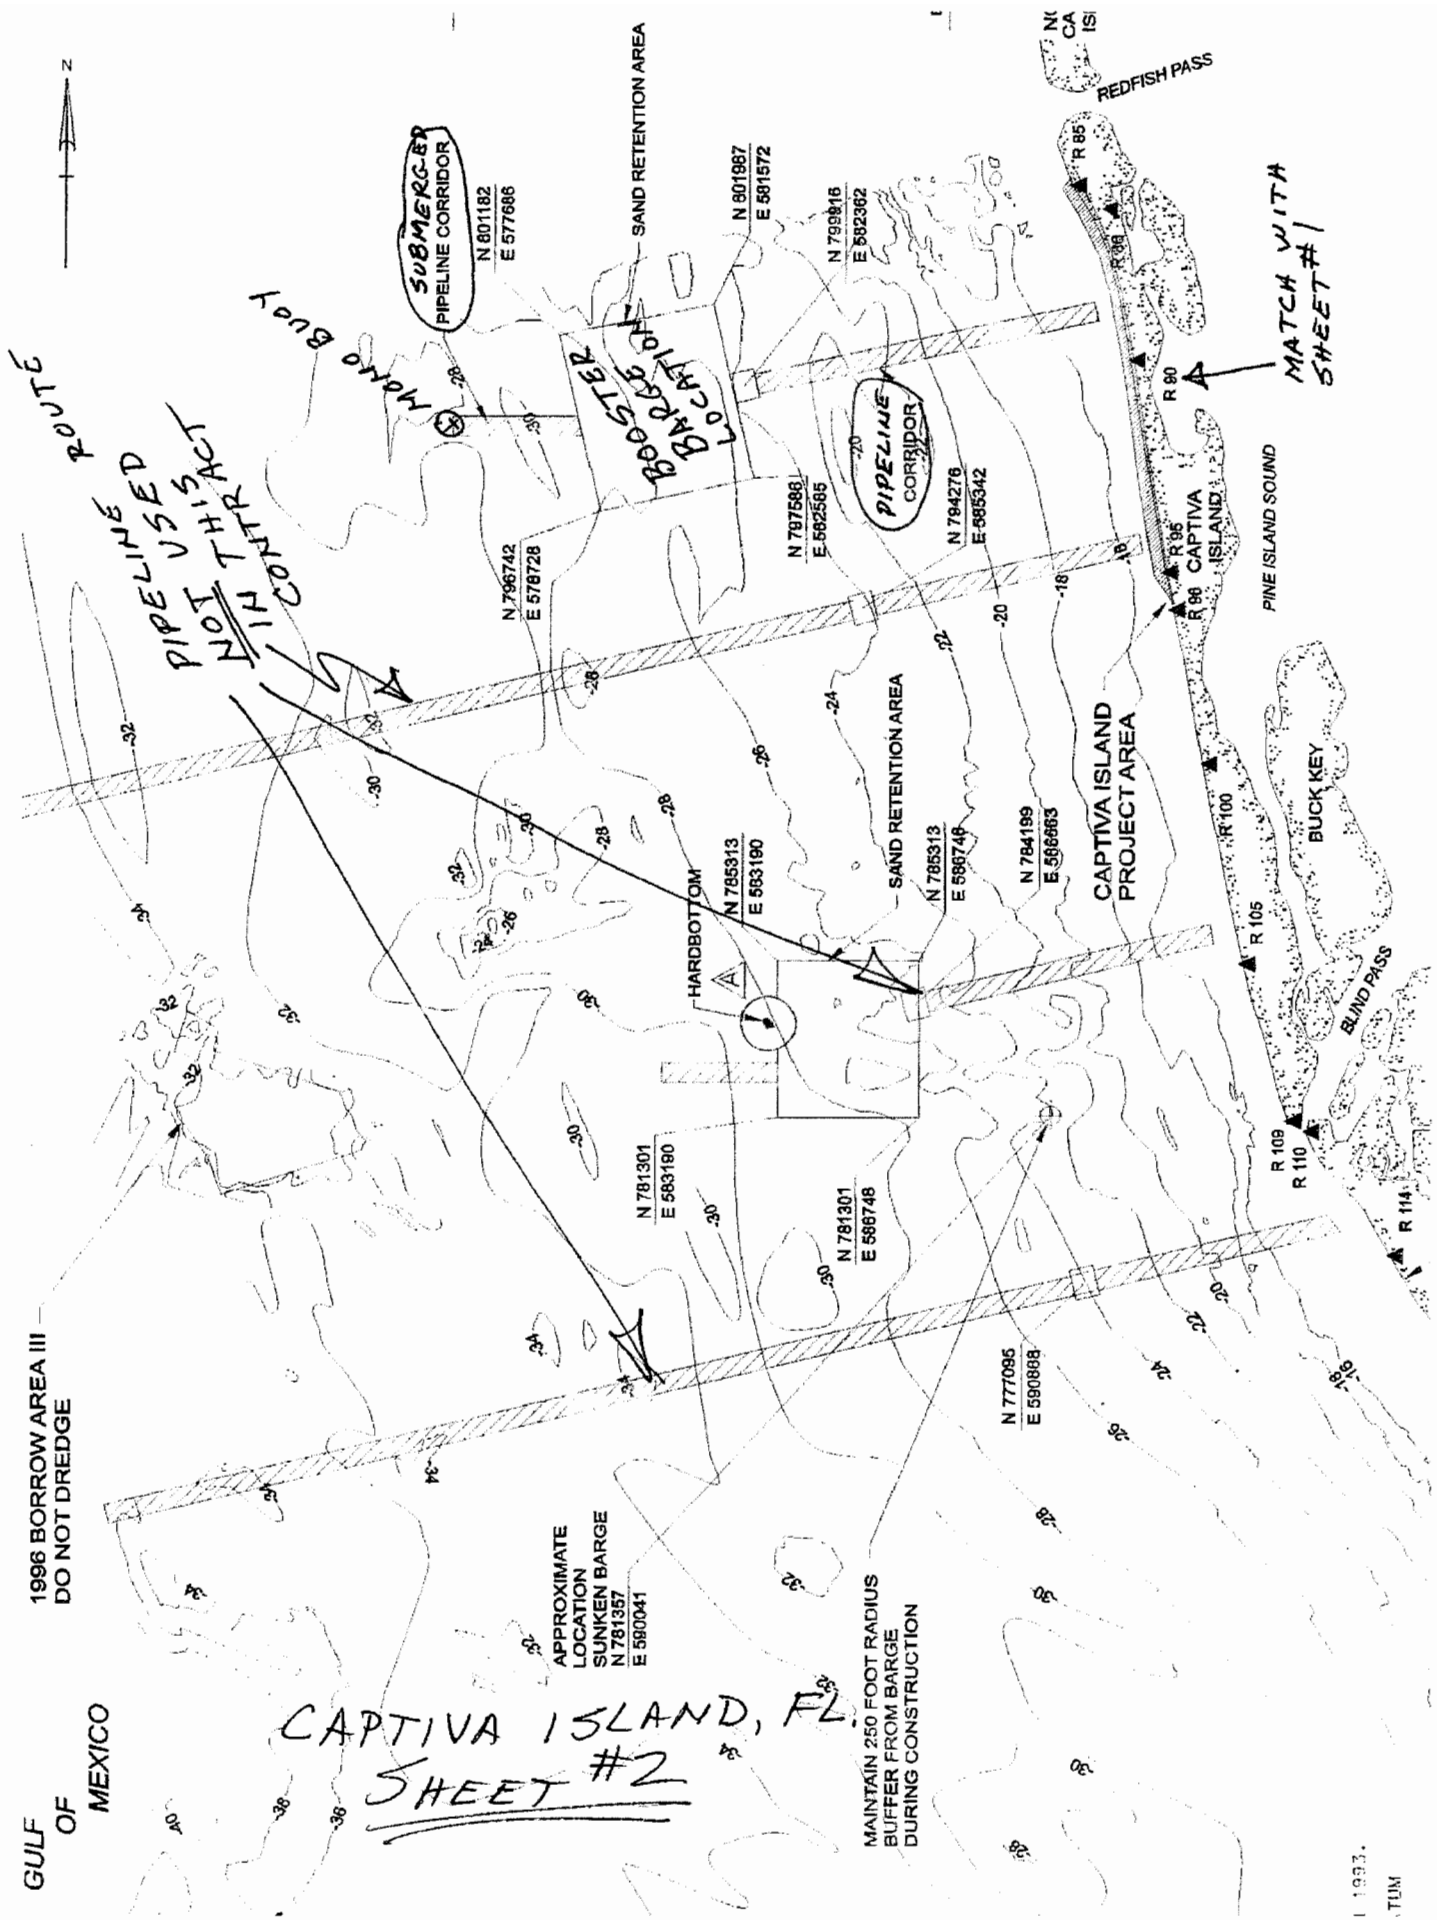 GULF
OF
MEXICO
1996 BORROW AREA III
DO NOT DREDGE
PIPELINE ROUTE
NOT USED
IN THIS
CONTRACT
MONO BUOY
SUBMERGED
PIPELINE CORRIDOR
N 801182
E 577686
SAND RETENTION AREA
BOOSTER
BARGE
LOCATION
N 801987
E 581572
N 799916
E 582362
N 796742
E 578728
N 797586
E 582585
PIPELINE
CORRIDOR
N 794276
E 585342
Z
REDFISH PASS
R 85
R 90
R 95
R 96
CAPTIVA
ISLAND
PINE ISLAND SOUND
MATCH WITH
SHEET #1
CAPTIVA ISLAND
PROJECT AREA
R 100
R 105
BUCK KEY
BLIND PASS
R 109
R 110
R 114
HARDBOTTOM
A
N 785313
E 583190
SAND RETENTION AREA
N 785313
E 586746
N 784199
E 586663
N 781301
E 583190
N 781301
E 586748
N 777095
E 590888
APPROXIMATE
LOCATION
SUNKEN BARGE
N 781357
E 590041
MAINTAIN 250 FOOT RADIUS
BUFFER FROM BARGE
DURING CONSTRUCTION
CAPTIVA ISLAND, FL.
SHEET #2
1993.
TUM